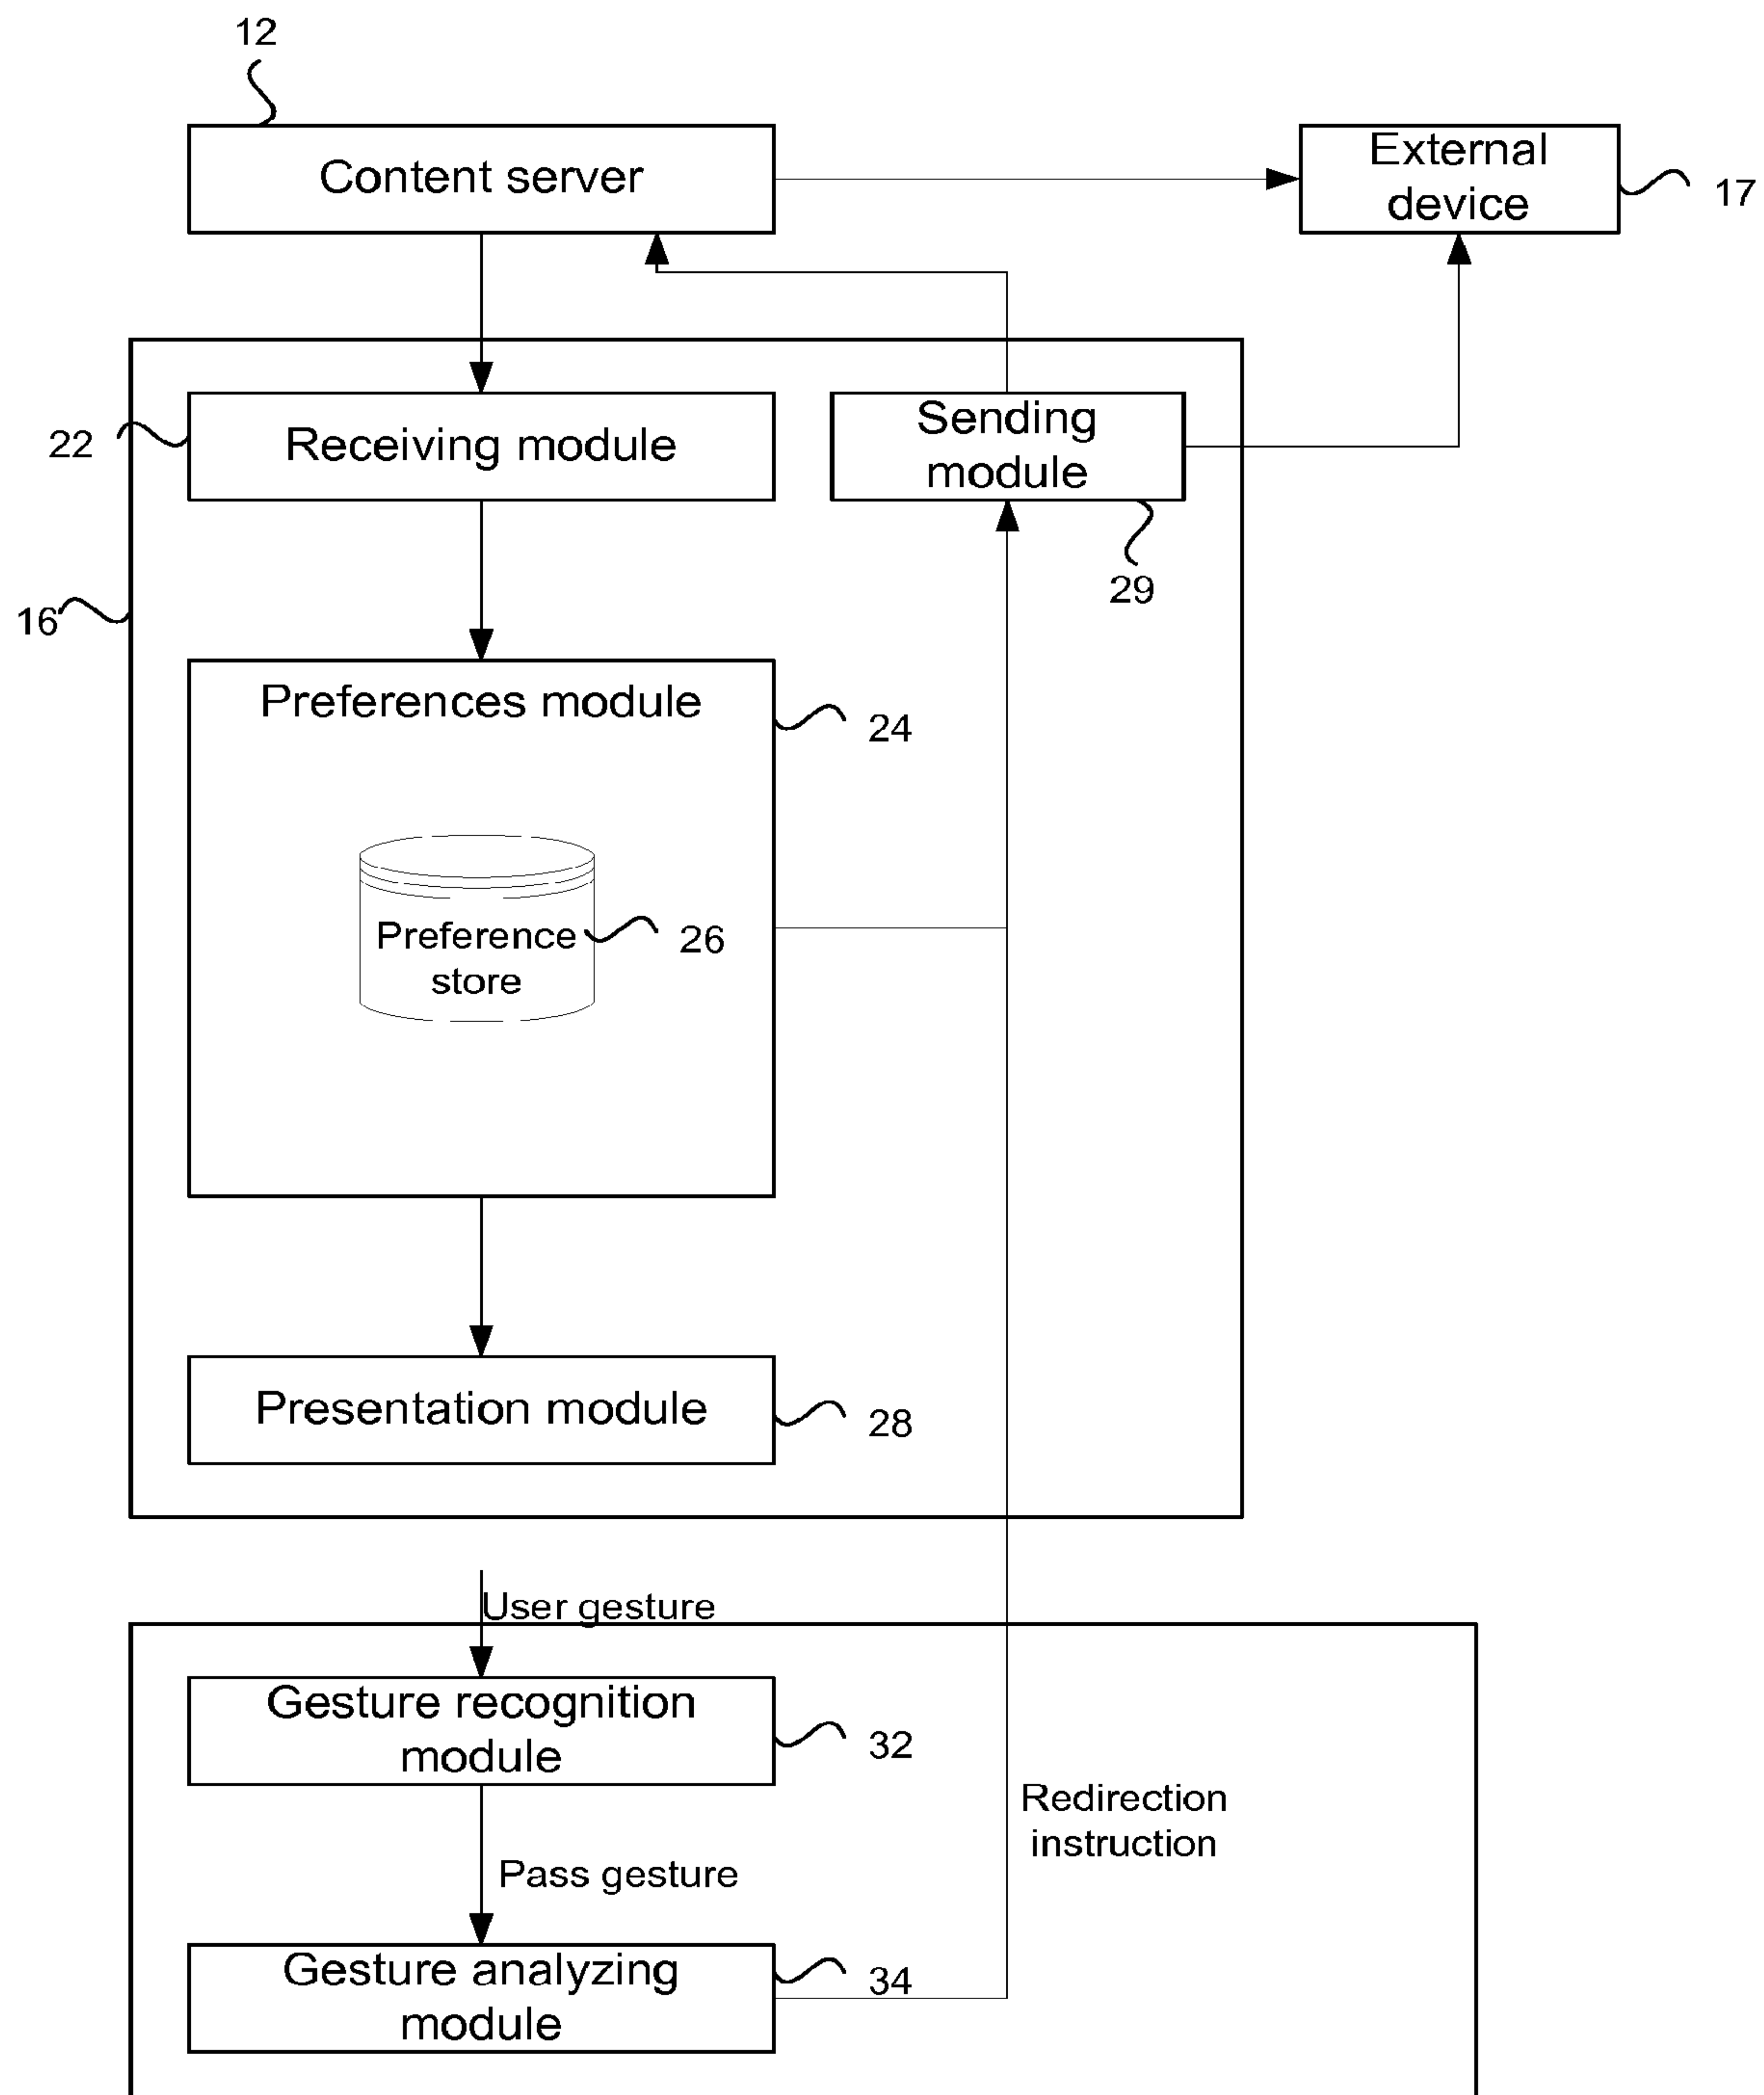 12
Content server
External
device
17
22
Receiving module
Sending
module
29
16
Preferences module
24
Preference
store
26
Presentation module
28
User gesture
Gesture recognition
module
32
Redirection
instruction
Pass gesture
Gesture analyzing
module
34